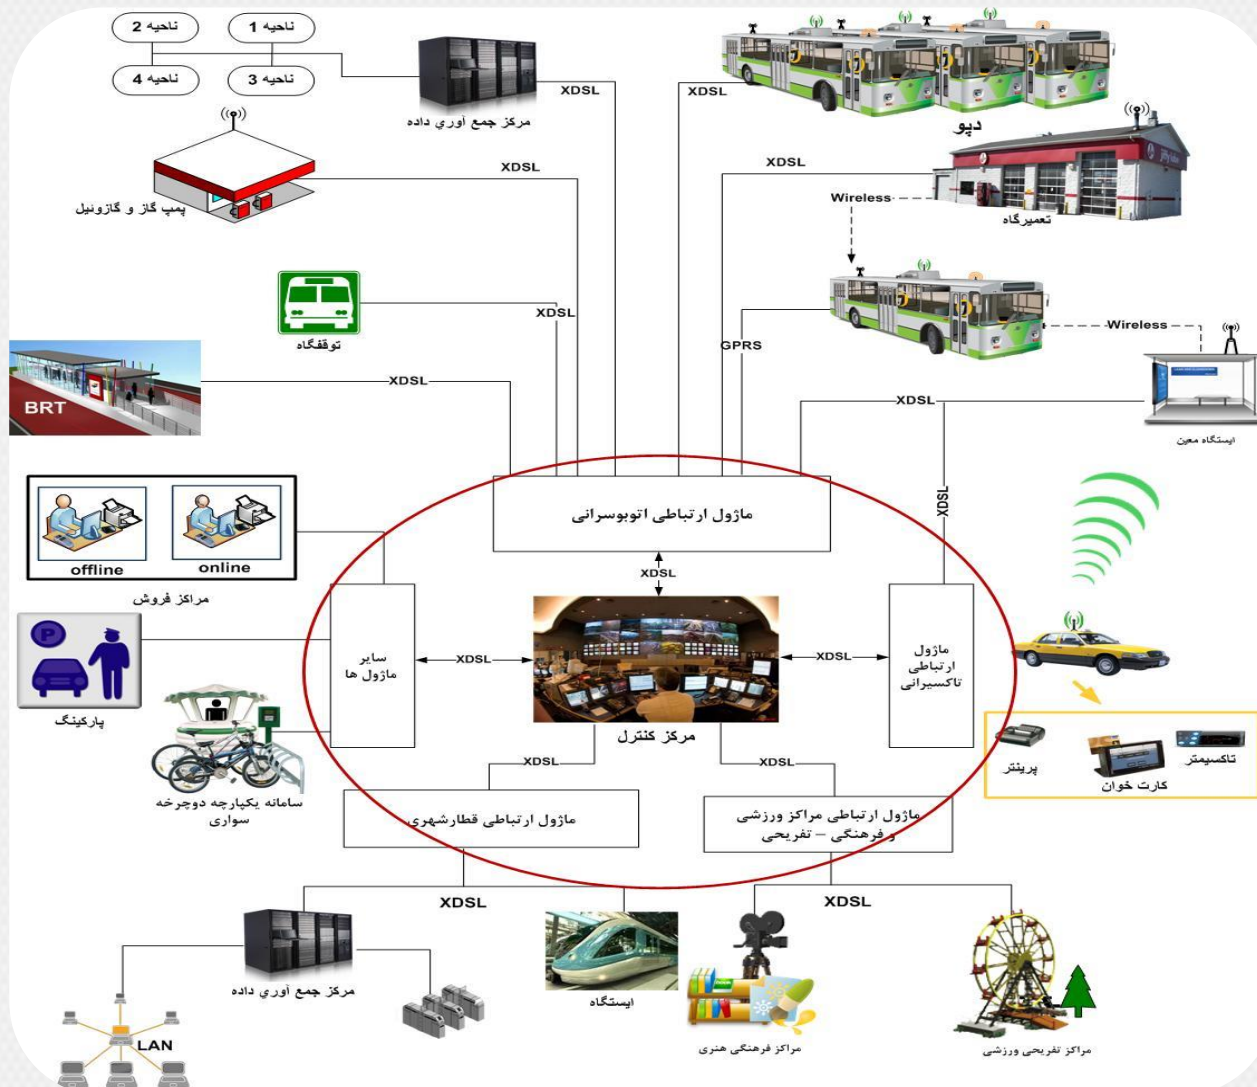 ناحیه 2
ناحیه 1
ناحیه 4
ناحیه 3
XDSL
مرکز جمع آوري داده
XDSL
دپو
XDSL
پمپ گاز و گازوئیل
XDSL
تعمیرگاه
Wireless
XDSL
توقفگاه
GPRS
Wireless
BRT
XDSL
XDSL
ایستگاه معین
XDSL
ماژول ارتباطی اتوبوسرانی
offline
online
مراکز فروش
XDSL
سایر
ماژول ها
XDSL
XDSL
ماژول
ارتباطی
تاکسیرانی
P
پارکینگ
مرکز کنترل
سامانه یکپارچه دوچرخه
سواری
XDSL
XDSL
پرینتر
کارت خوان
تاکسیمتر
ماژول ارتباطی قطارشهری
ماژول ارتباطی مراکز ورزشی
و فرهنگی – تفریحی
XDSL
XDSL
مرکز جمع آوري داده
ایستگاه
مراکز فرهنگی هنری
مراکز تفریحی ورزشی
LAN